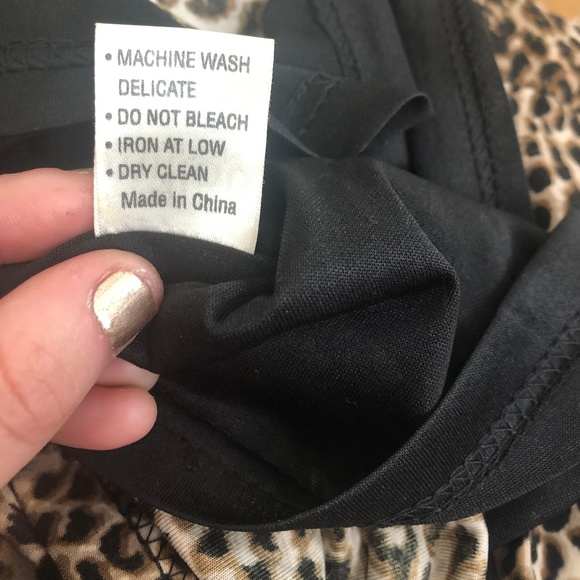 • MACHINE WASH
DELICATE
• DO NOT BLEACH
• IRON AT LOW
• DRY CLEAN
Made in China